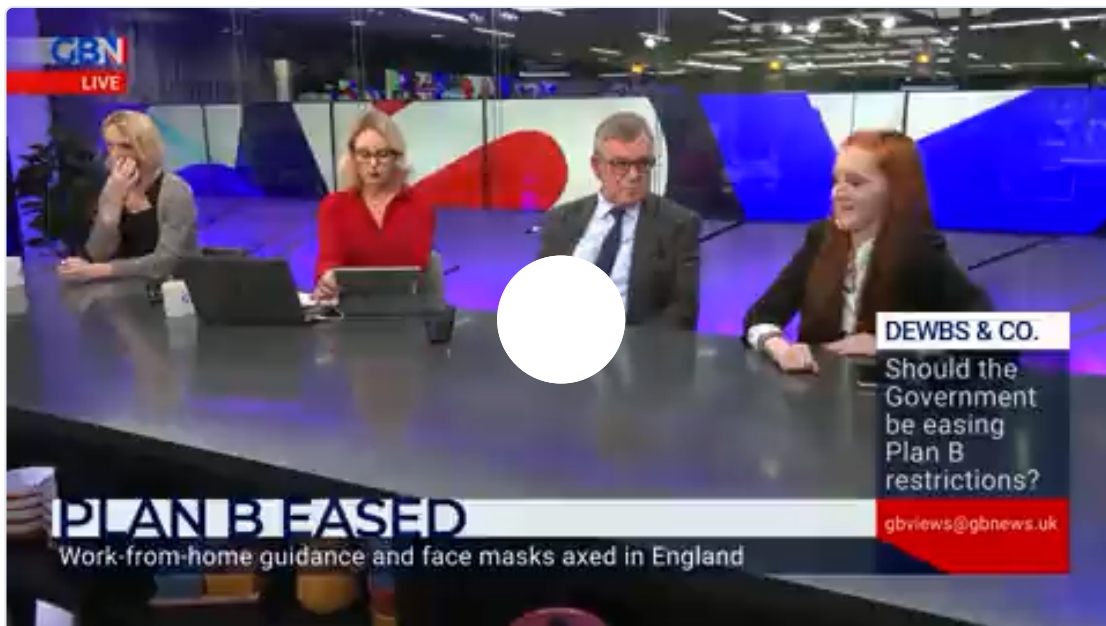 GBN
LIVE
DEWBS & CO.
Should the
Government
be easing
Plan B
restrictions?
gbviews@gbnews.uk
PLAN B EASED
Work-from-home guidance and face masks axed in England